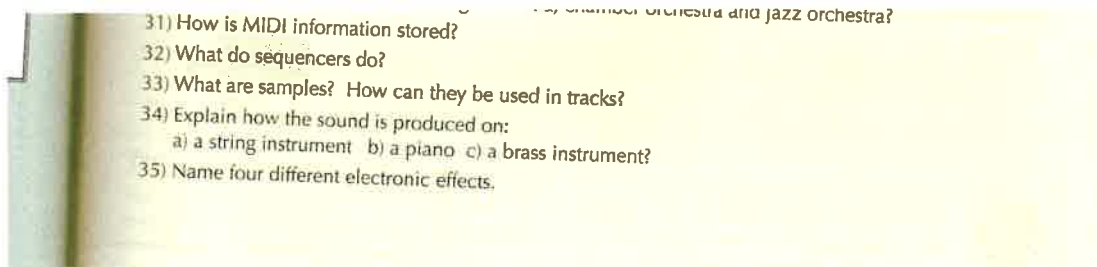 orchestra and jazz orchestra?
31) How is MIDI information stored?
32) What do sequencers do?
33) What are samples? How can they be used in tracks?
34) Explain how the sound is produced on:
a) a string instrument b) a piano c) a brass instrument?
35) Name four different electronic effects.